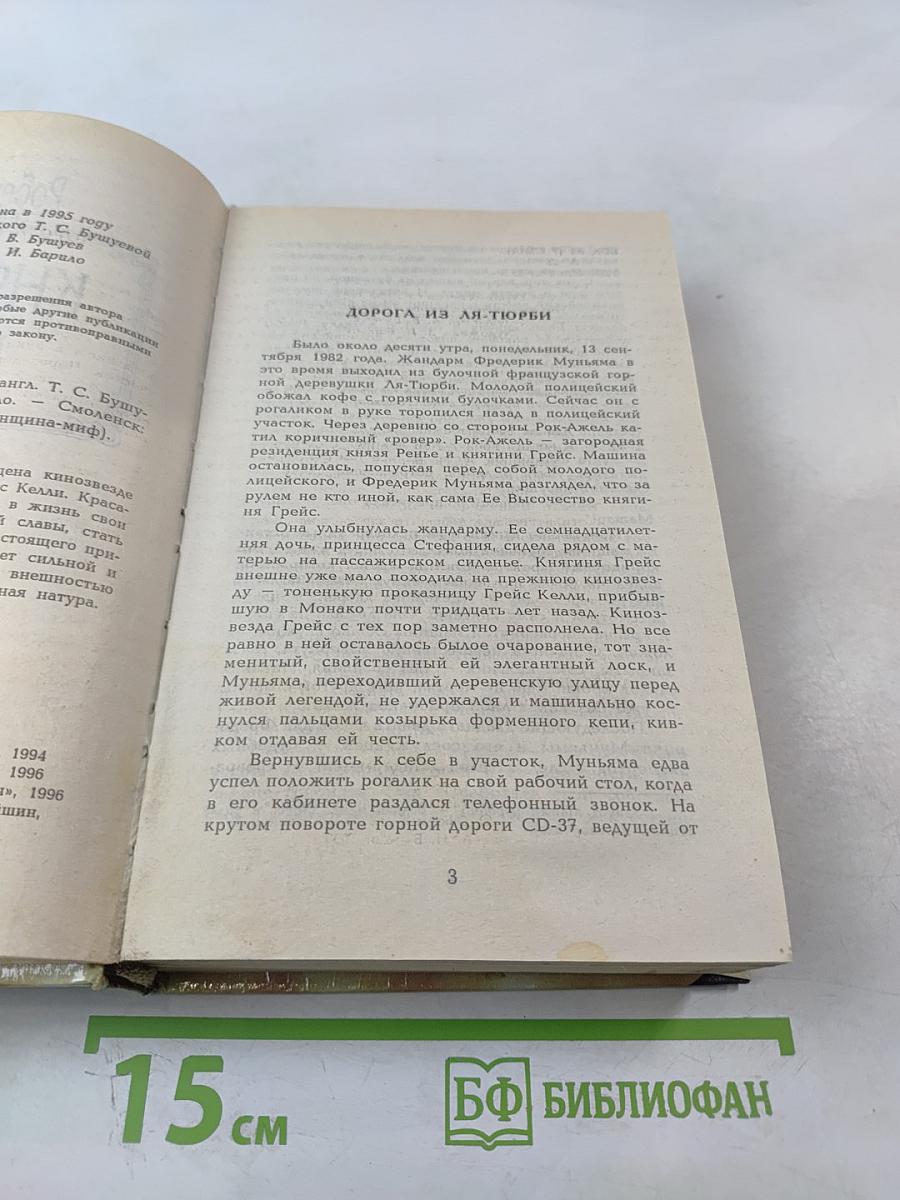 на в 1995 году
кого Т. С. Бушуевой
В. Бушуев
И. Барило
разрешения автора
обые другие публикации
ются противоправными
о закону.
англ. Т. С. Бушу-
ло. — Смоленск:
нщина-миф).
щена кинозвезде
с Келли. Краса-
в жизнь свои
й славы, стать
стоящего при-
ет сильной и
внешностью
ная натура.
1994
1996
», 1996
йшин,
ДОРОГА ИЗ ЛЯ-ТЮРБИ
Было около десяти утра, понедельник, 13 сен-
тября 1982 года. Жандарм Фредерик Муньяма в
это время выходил из булочной французской гор-
ной деревушки Ля-Тюрби. Молодой полицейский
обожал кофе с горячими булочками. Сейчас он с
рогаликом в руке торопился назад в полицейский
участок. Через деревню со стороны Рок-Ажель ка-
тил коричневый «ровер». Рок-Ажель — загородная
резиденция князя Ренье и княгини Грейс. Машина
остановилась, попуская перед собой молодого по-
лицейского, и Фредерик Муньяма разглядел, что за
рулем не кто иной, как сама Ее Высочество княги-
ня Грейс.
Она улыбнулась жандарму. Ее семнадцатилет-
няя дочь, принцесса Стефания, сидела рядом с ма-
терью на пассажирском сиденье. Княгиня Грейс
внешне уже мало походила на прежнюю кинозвез-
ду — тоненькую проказницу Грейс Келли, прибыв-
шую в Монако почти тридцать лет назад. Киноз-
везда Грейс с тех пор заметно располнела. Но все
равно в ней оставалось былое очарование, тот зна-
менитый, свойственный ей элегантный лоск, и
Муньяма, переходивший деревенскую улицу перед
живой легендой, не удержался и машинально кос-
нулся пальцами козырька форменного кепи, кив-
ком отдавая ей честь.
Вернувшись к себе в участок, Муньяма едва
успел положить рогалик на свой рабочий стол, когда
в его кабинете раздался телефонный звонок. На
крутом повороте горной дороги CD-37, ведущей от
3
15 см
БФ БИБЛИОФАН